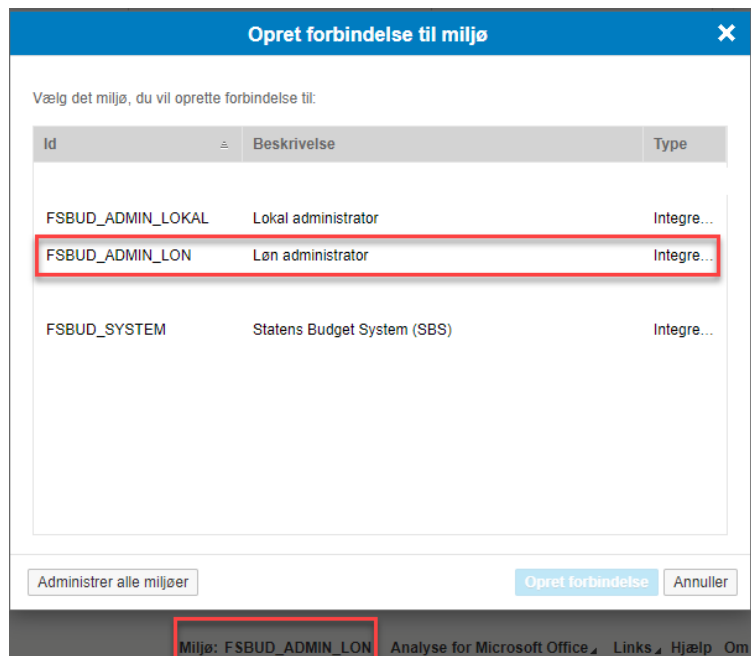 Opret forbindelse til miljø
Vælg det miljø, du vil oprette forbindelse til:
Id Beskrivelse Type
FSBUD_ADMIN_LOKAL Lokal administrator Integre...
FSBUD_ADMIN_LON Løn administrator Integre...
FSBUD_SYSTEM Statens Budget System (SBS) Integre...
Administrer alle miljøer Opret forbindelse Annuller
Miljø: FSBUD_ADMIN_LON Analyse for Microsoft Office Links Hjælp Om